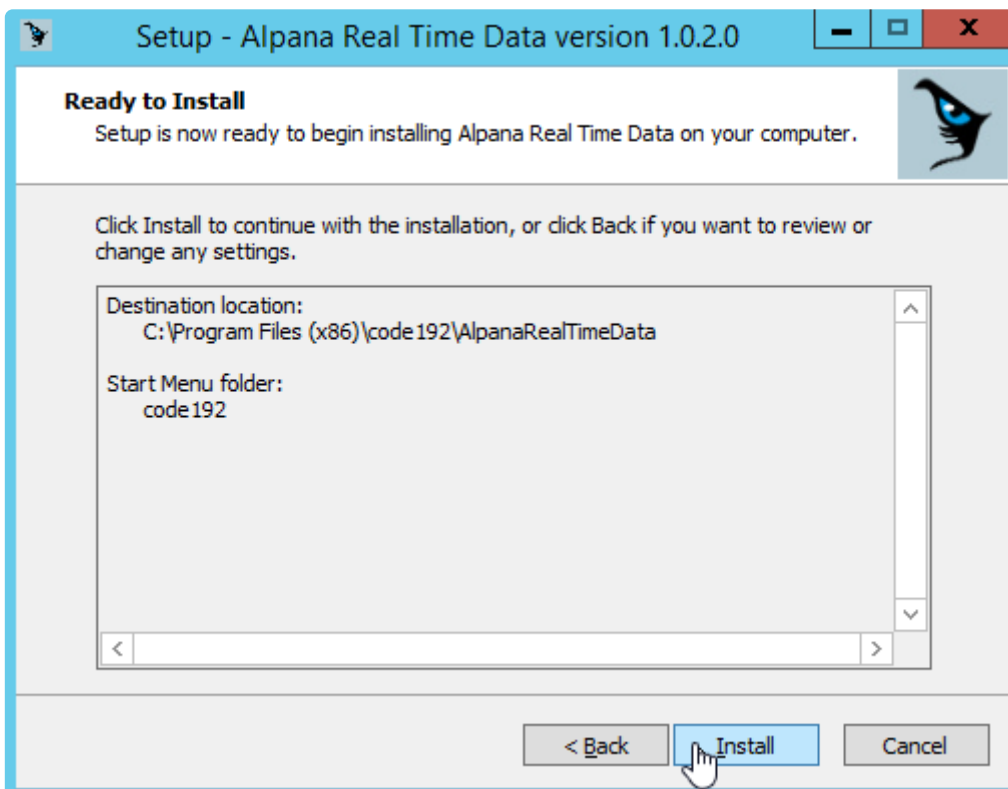 Setup - Alpana Real Time Data version 1.0.2.0
Ready to Install
Setup is now ready to begin installing Alpana Real Time Data on your computer.
Click Install to continue with the installation, or click Back if you want to review or
change any settings.
Destination location:
C:\Program Files (x86)\code192\AlpanaRealTimeData
Start Menu folder:
code192
< Back
Install
Cancel